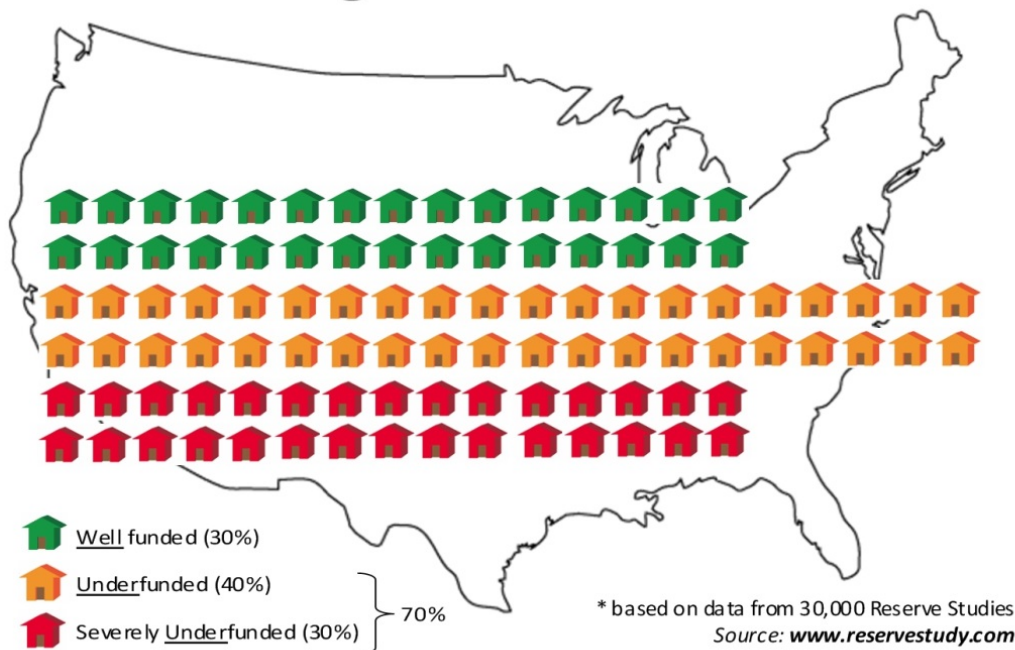 Well funded (30%)
Underfunded (40%)
70%
Severely Underfunded (30%)
* based on data from 30,000 Reserve Studies
Source: www.reservestudy.com